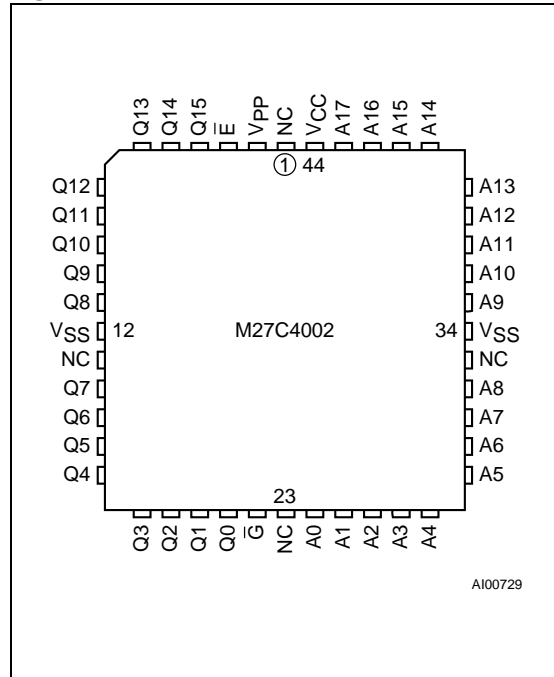 Q13 Q14 Q15 E VPP NC VCC A17 A16 A15 A14
1 44
Q12 A13
Q11 A12
Q10 A11
Q9 A10
Q8 A9
VSS 12 M27C4002 34 VSS
NC NC
Q7 A8
Q6 A7
Q5 A6
Q4 A5
23
Q3 Q2 Q1 Q0 G NC A0 A1 A2 A3 A4
AI00729